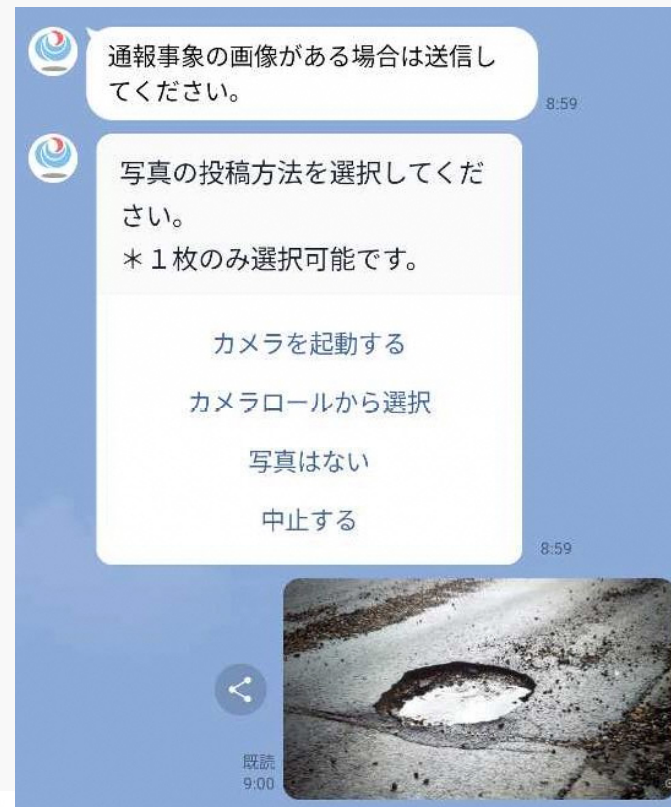 通報事象の画像がある場合は送信し
てください。
8:59
写真の投稿方法を選択してくだ
さい。
＊１枚のみ選択可能です。
カメラを起動する
カメラロールから選択
写真はない
中止する
8:59
既読
9:00